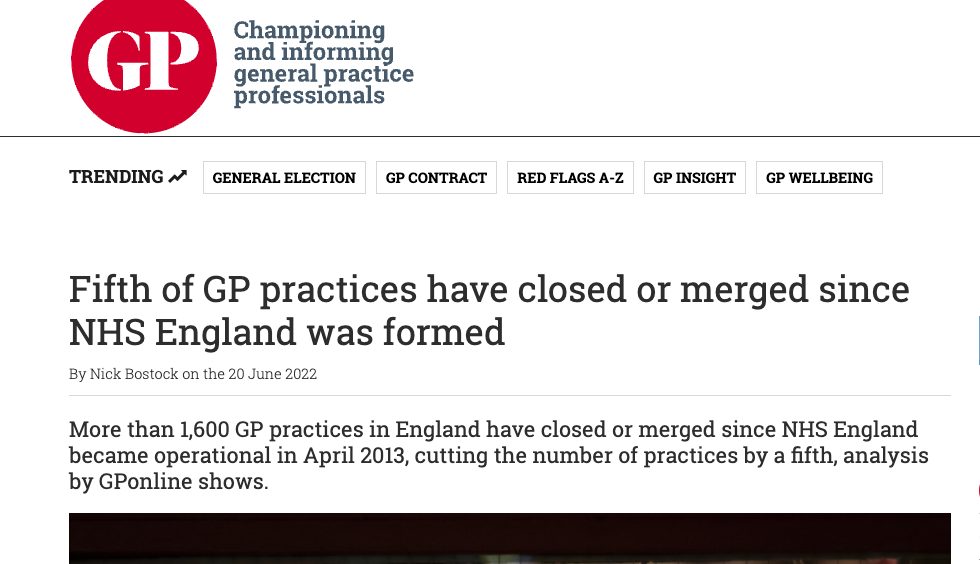 GP
Championing
and informing
general practice
professionals
TRENDING
GENERAL ELECTION
GP CONTRACT
RED FLAGS A-Z
GP INSIGHT
GP WELLBEING
Fifth of GP practices have closed or merged since
NHS England was formed
By Nick Bostock on the 20 June 2022
More than 1,600 GP practices in England have closed or merged since NHS England
became operational in April 2013, cutting the number of practices by a fifth, analysis
by GPonline shows.